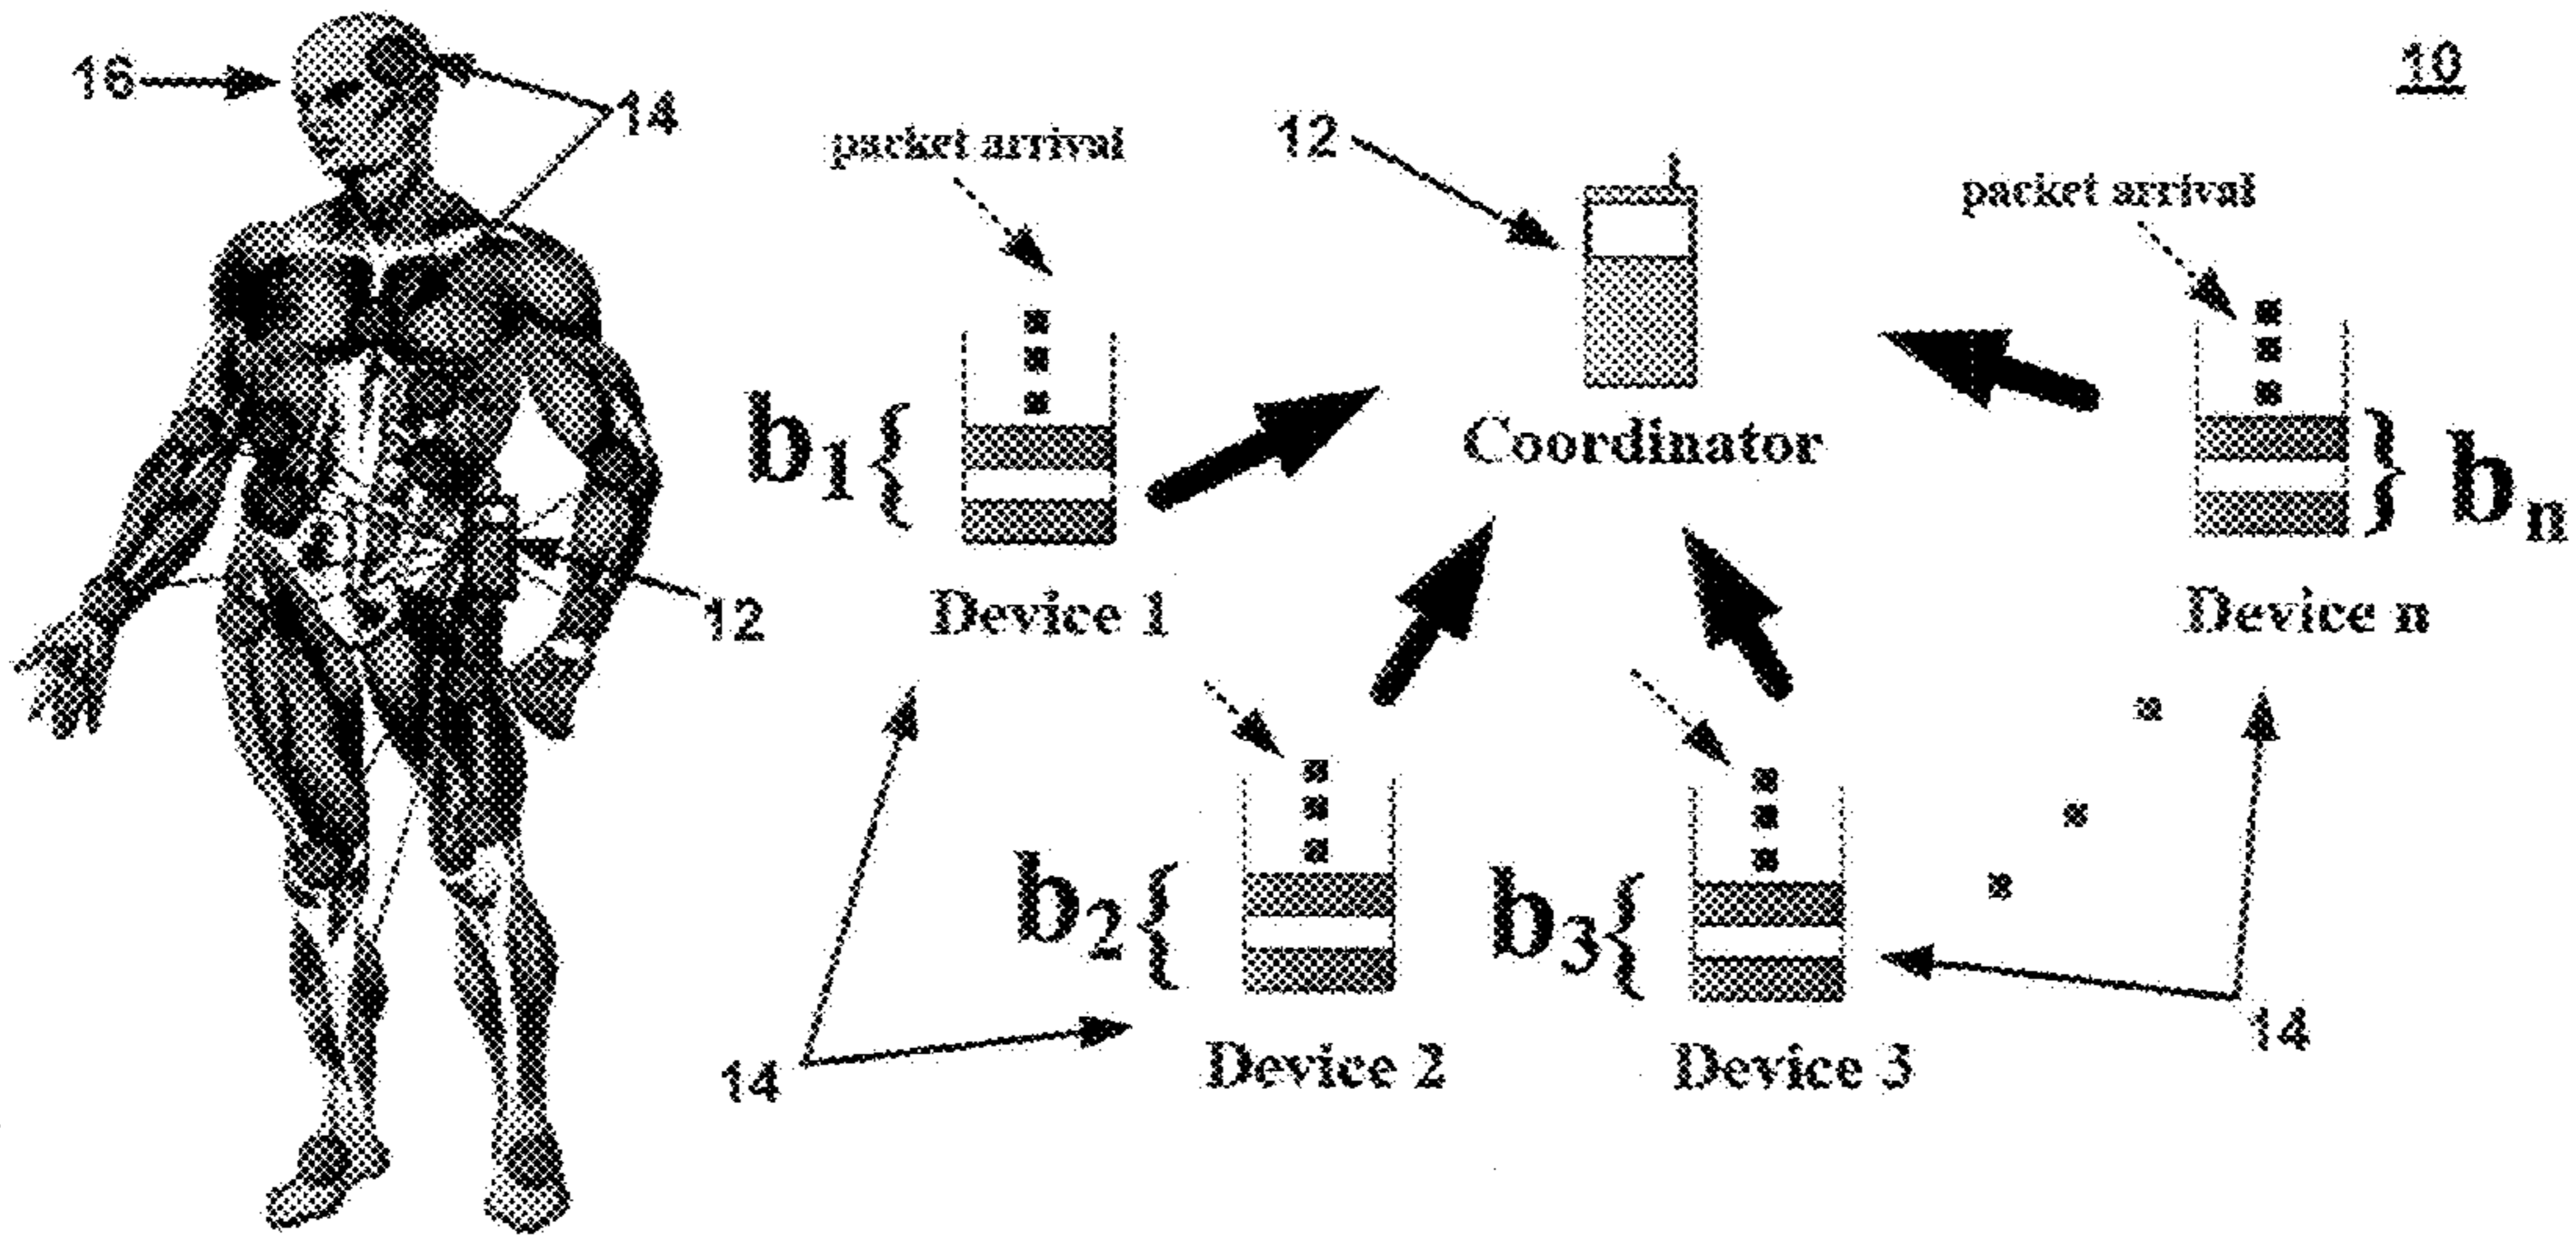 10
16
14
packet arrival
12
packet arrival
b1
Coordinator
bn
12
Device 1
Device n
b2
b3
14
14
Device 2
Device 3